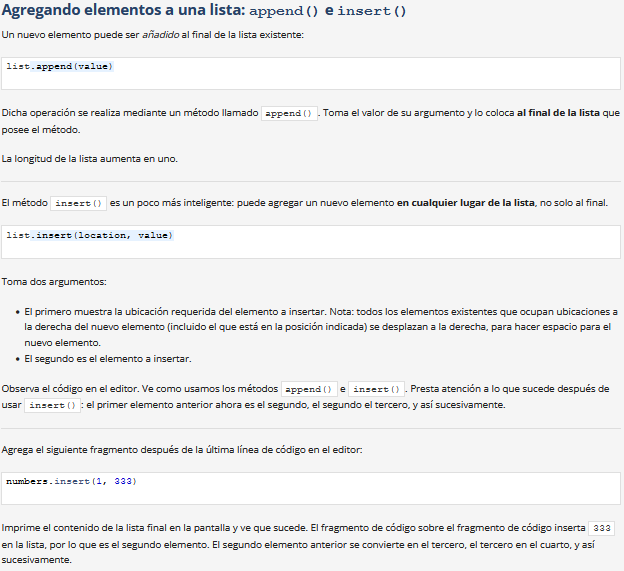 Agregando elementos a una lista: append() e insert()
Un nuevo elemento puede ser añadido al final de la lista existente:
list.append(value)
Dicha operación se realiza mediante un método llamado append(). Toma el valor de su argumento y lo coloca al final de la lista que
posee el método.
La longitud de la lista aumenta en uno.
El método insert() es un poco más inteligente: puede agregar un nuevo elemento en cualquier lugar de la lista, no solo al final.
list.insert(location, value)
Toma dos argumentos:
• El primero muestra la ubicación requerida del elemento a insertar. Nota: todos los elementos existentes que ocupan ubicaciones a
la derecha del nuevo elemento (incluido el que está en la posición indicada) se desplazan a la derecha, para hacer espacio para el
nuevo elemento.
• El segundo es el elemento a insertar.
Observa el código en el editor. Ve como usamos los métodos append() e insert(). Presta atención a lo que sucede después de
usar insert(): el primer elemento anterior ahora es el segundo, el segundo el tercero, y así sucesivamente.
Agrega el siguiente fragmento después de la última línea de código en el editor:
numbers.insert(1, 333)
Imprime el contenido de la lista final en la pantalla y ve que sucede. El fragmento de código sobre el fragmento de código inserta 333
en la lista, por lo que es el segundo elemento. El segundo elemento anterior se convierte en el tercero, el tercero en el cuarto, y así
sucesivamente.